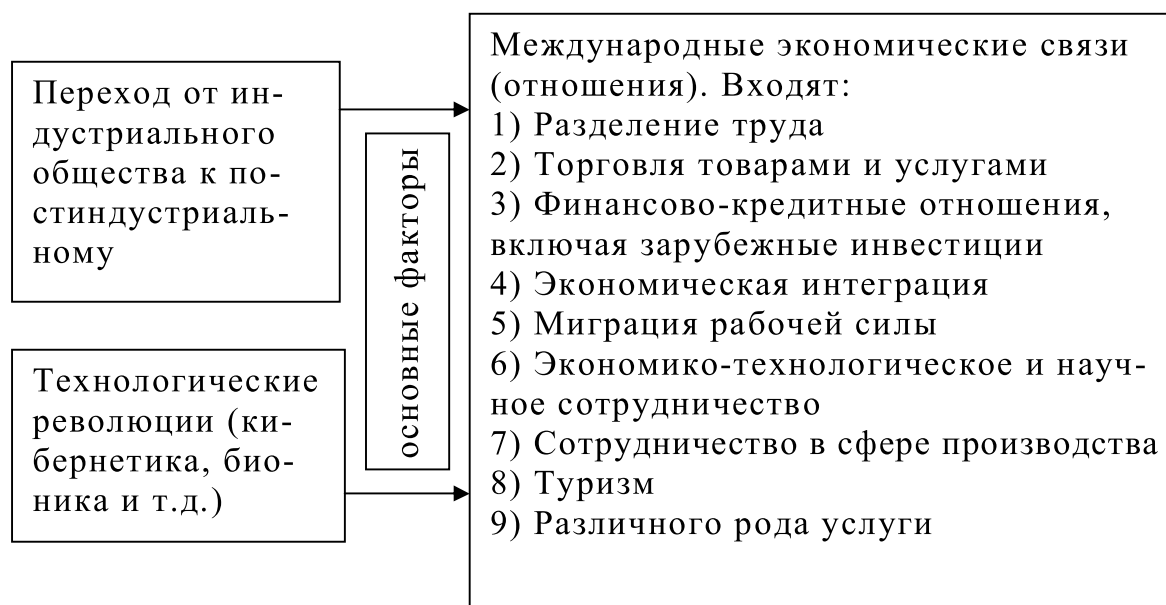 Переход от ин-
дустриального
общества к по-
стиндустриаль-
ному
Технологические
революции (ки-
бернетика, био-
ника и т.д.)
основные факторы
Международные экономические связи
(отношения). Входят:
1) Разделение труда
2) Торговля товарами и услугами
3) Финансово-кредитные отношения,
включая зарубежные инвестиции
4) Экономическая интеграция
5) Миграция рабочей силы
6) Экономико-технологическое и науч-
ное сотрудничество
7) Сотрудничество в сфере производства
8) Туризм
9) Различного рода услуги